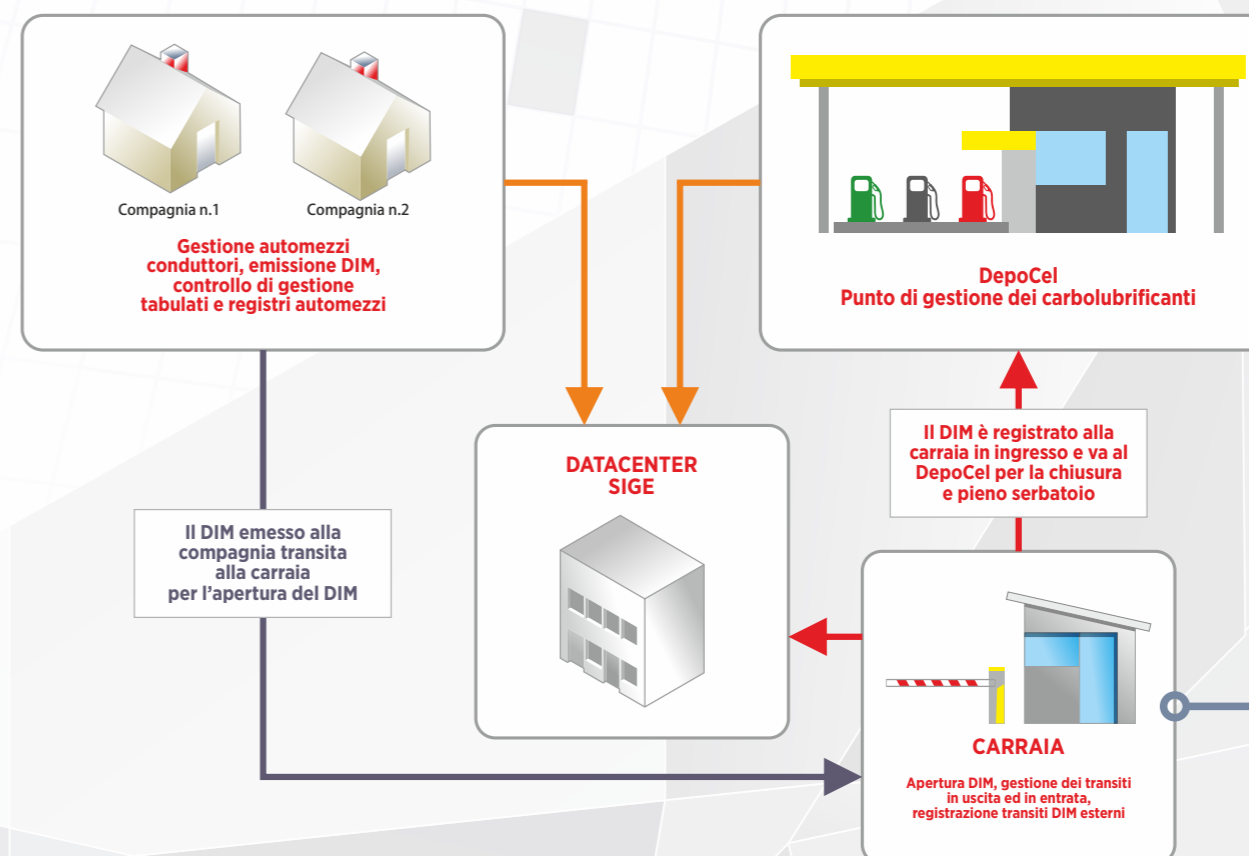 Compagnia n.1
Compagnia n.2
Gestione automezzi
conduttori, emissione DIM,
controllo di gestione
tabulati e registri automezzi
DepoCel
Punto di gestione dei carbolubrificanti
DATACENTER
SIGE
Il DIM è registrato alla
carraia in ingresso e va al
DepoCel per la chiusura
e pieno serbatoio
Il DIM emesso alla
compagnia transita
alla carraia
per l'apertura del DIM
CARRAIA
Apertura DIM, gestione dei transiti
in uscita ed in entrata,
registrazione transiti DIM esterni